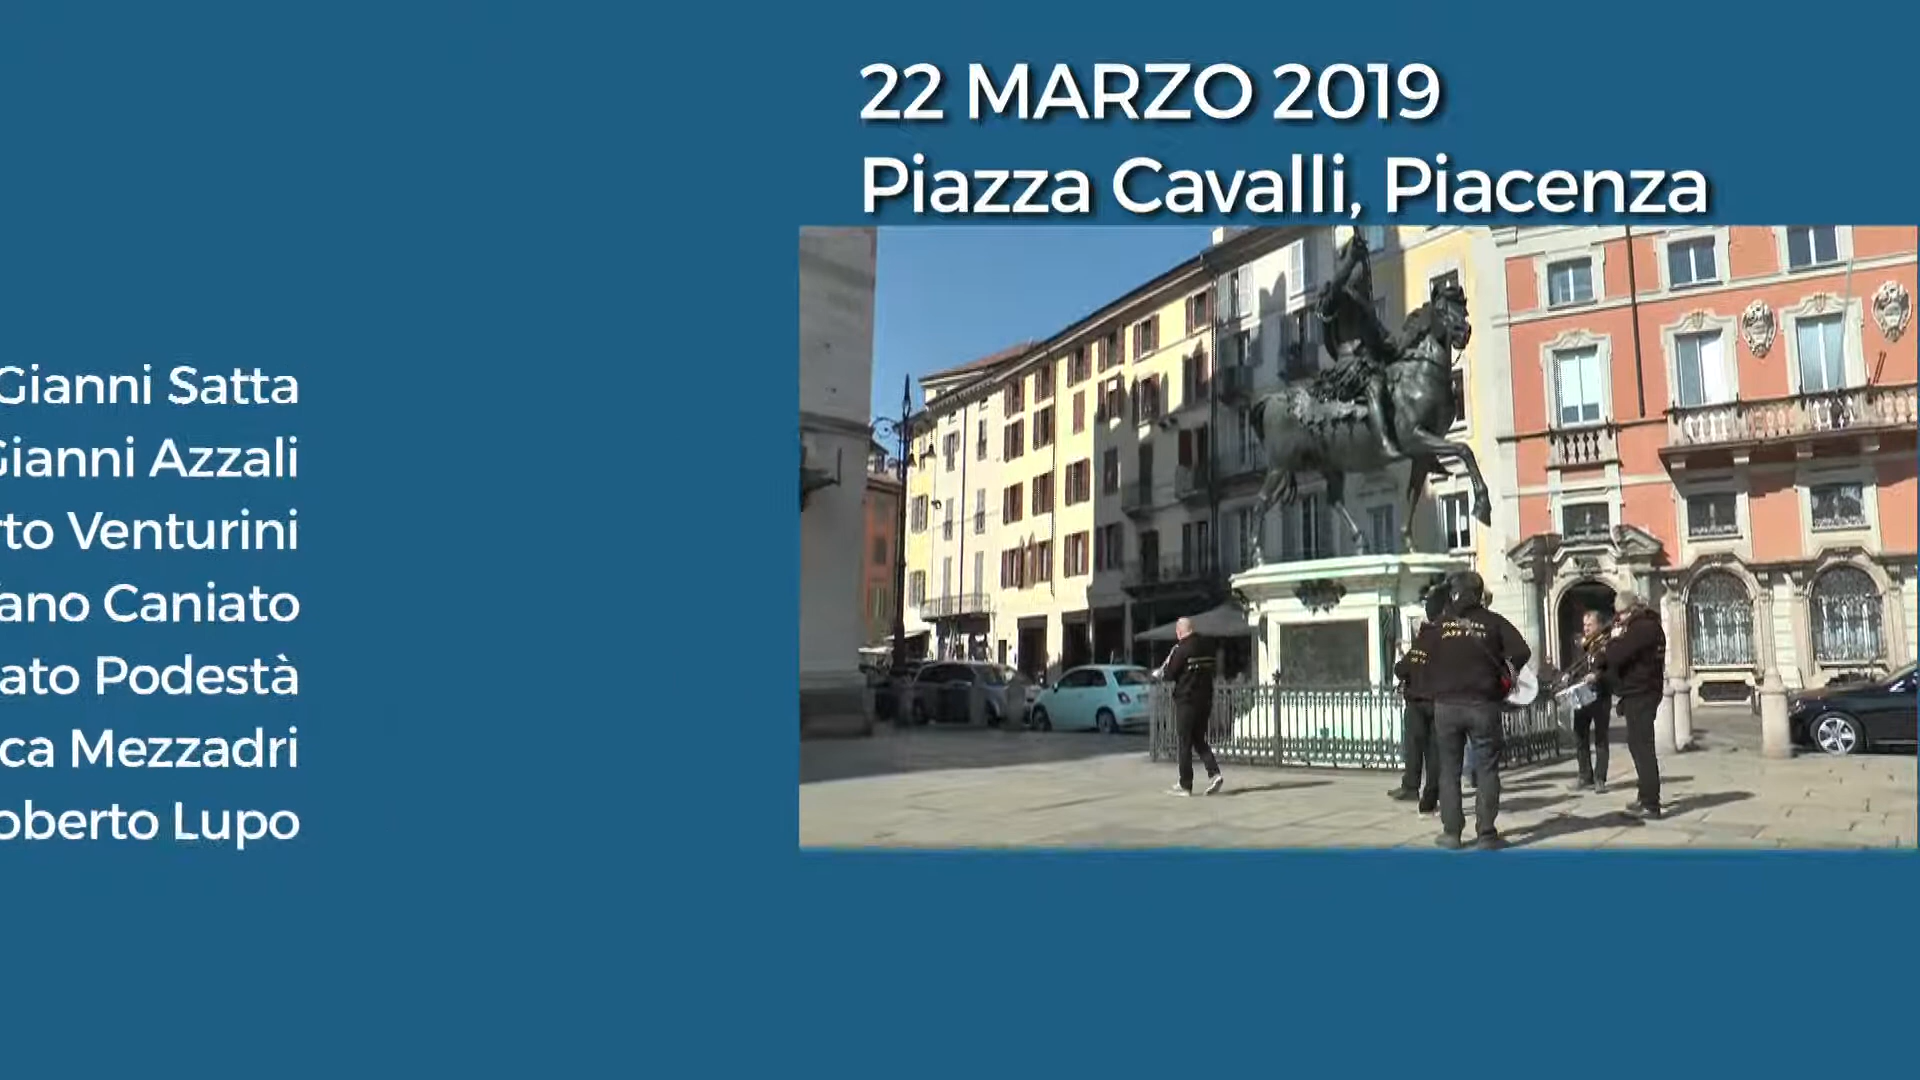 22 MARZO 2019
Piazza Cavalli, Piacenza
Gianni Satta
Gianni Azzali
rto Venturini
ano Caniato
ato Podestà
ca Mezzadri
oberto Lupo